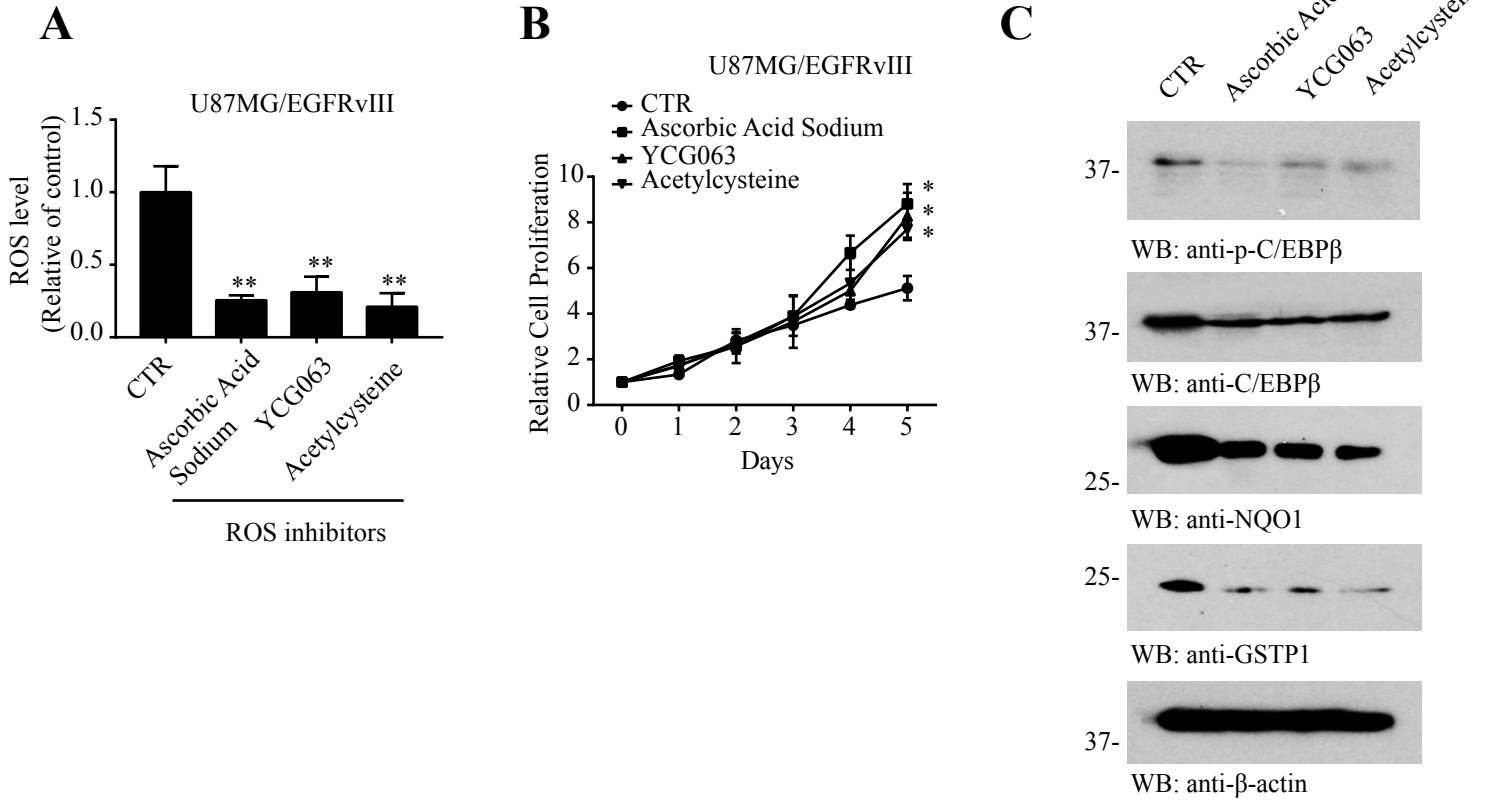 A
U87MG/EGFRvIII
ROS level
(Relative of control)
1.5
1.0
0.5
0.0
**
**
**
CTR
Ascorbic Acid
Sodium
YCG063
Acetylcysteine
ROS inhibitors
B
U87MG/EGFRvIII
CTR
Ascorbic Acid Sodium
YCG063
Acetylcysteine
Relative Cell Proliferation
10
8
6
4
2
0
*
*
*
0 1 2 3 4 5
Days
C
CTR
Ascorbic
YCG063
37-
WB: anti-p-C/EBPβ
37-
WB: anti-C/EBPβ
25-
WB: anti-NQO1
25-
WB: anti-GSTP1
37-
WB: anti-β-actin